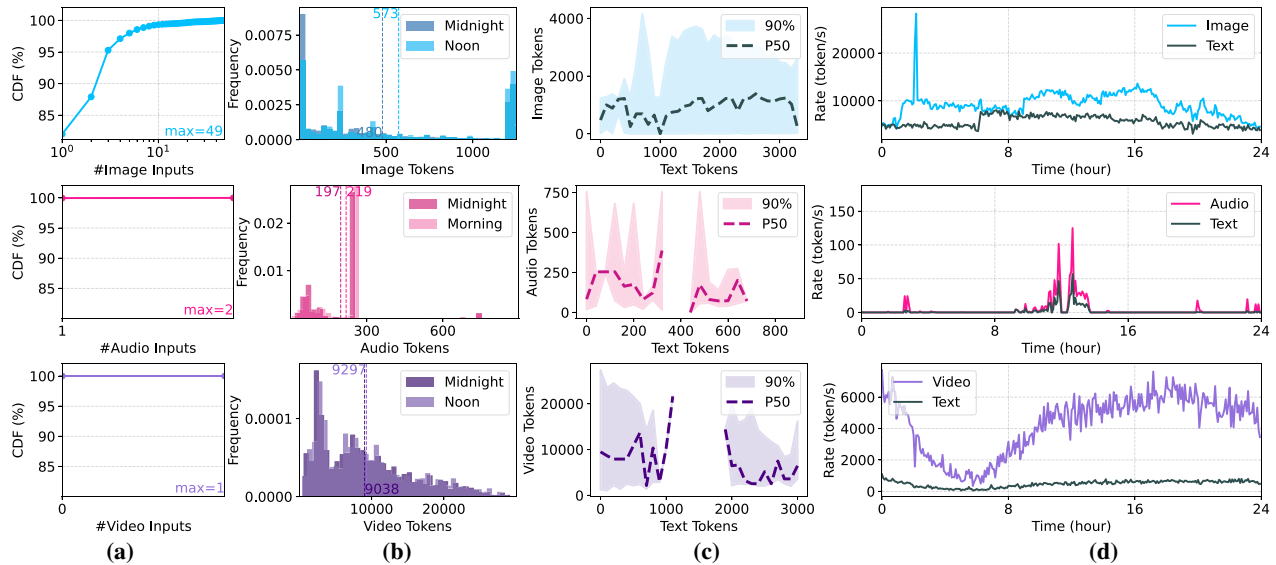 CDF (%)
100
95
90
85
max=49
10⁰
10¹
#Image Inputs
Frequency
0.0075
0.0050
0.0025
0.0000
573
480
Midnight
Noon
500
1000
Image Tokens
Image Tokens
4000
2000
0
90%
P50
0
1000
2000
3000
Text Tokens
Rate (token/s)
20000
10000
Image
Text
0
8
16
24
Time (hour)
CDF (%)
100
95
90
85
max=2
1
#Audio Inputs
Frequency
0.02
0.01
197
219
Midnight
Morning
300
600
Audio Tokens
Audio Tokens
750
500
250
0
90%
P50
0
200
400
600
800
Text Tokens
Rate (token/s)
150
100
50
0
Audio
Text
0
8
16
24
Time (hour)
CDF (%)
100
95
90
85
max=1
0
#Video Inputs
Frequency
0.0001
0.0000
9297
9038
Midnight
Noon
10000
20000
Video Tokens
Video Tokens
20000
10000
0
90%
P50
0
1000
2000
3000
Text Tokens
Rate (token/s)
6000
4000
2000
0
Video
Text
0
8
16
24
Time (hour)
(a)
(b)
(c)
(d)